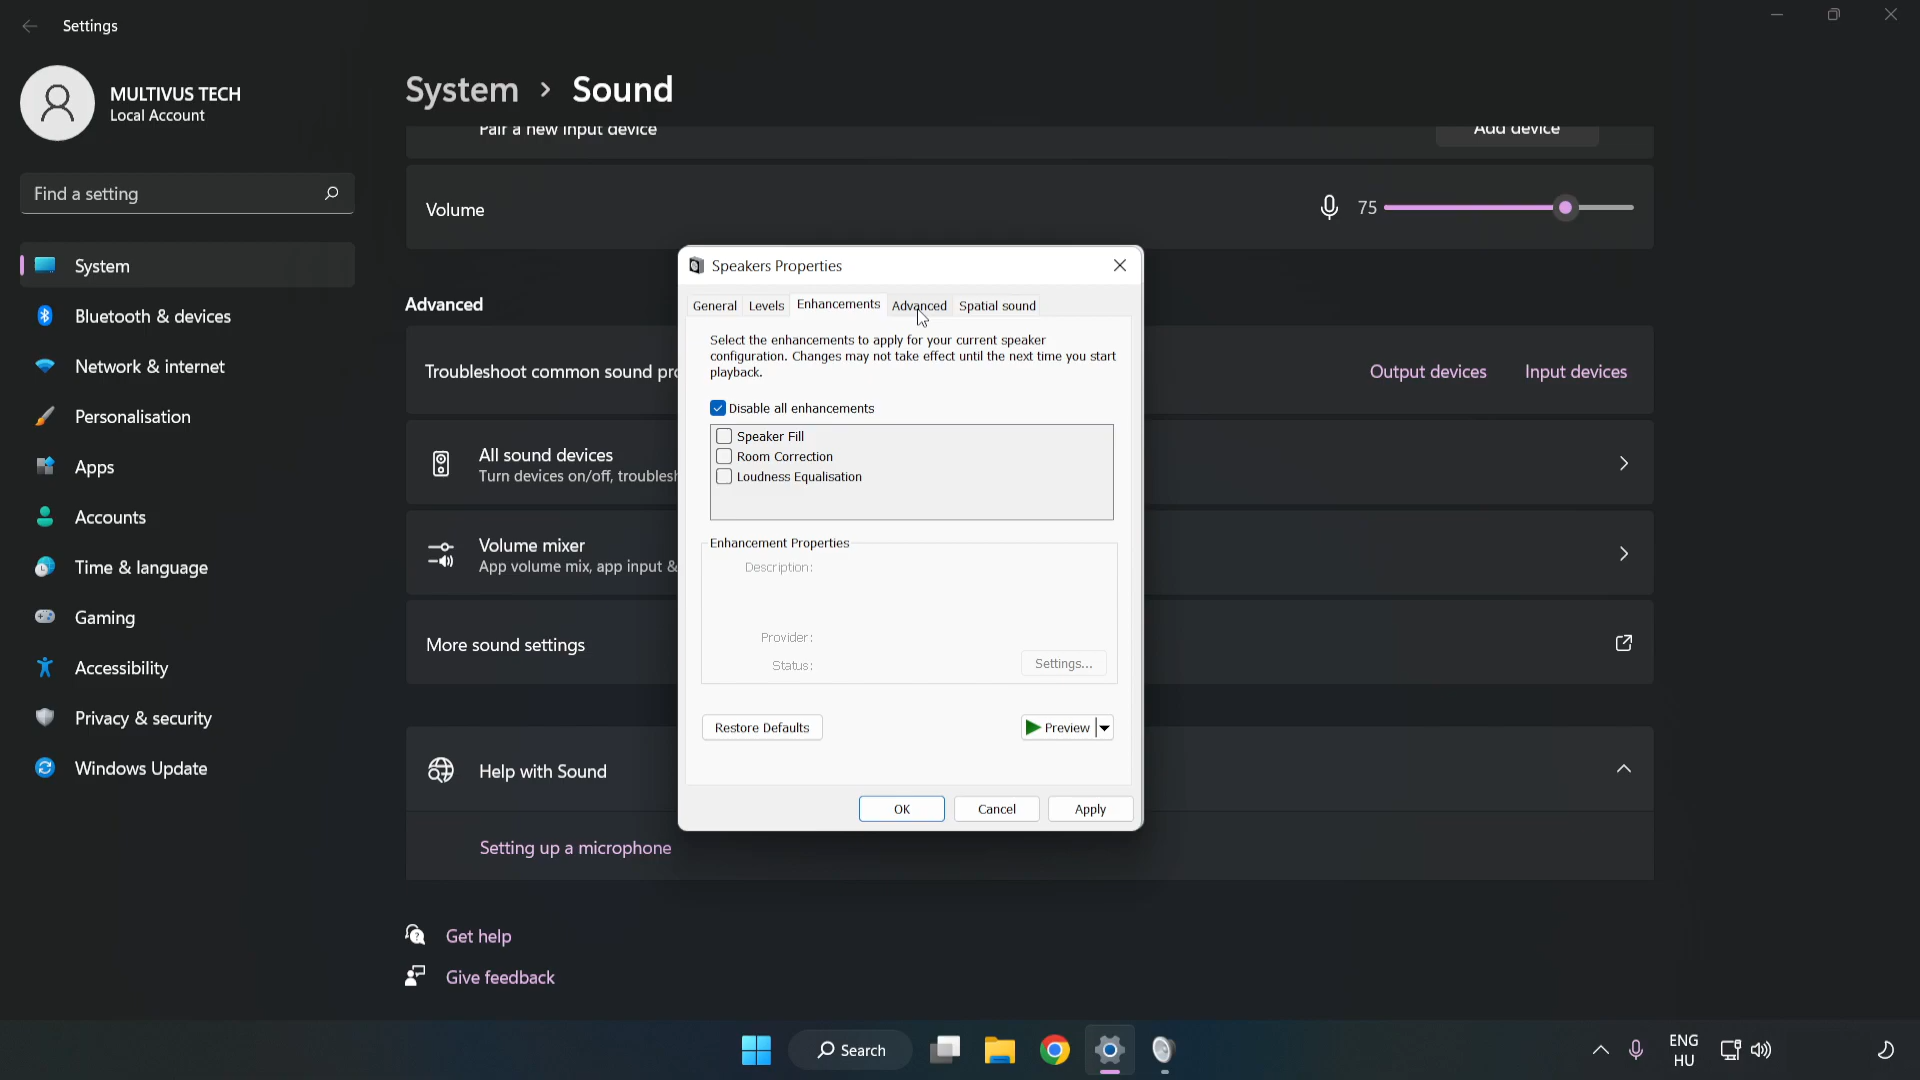 Settings
MULTIVUS TECH
Local Account
Find a setting
System
Bluetooth & devices
Network & internet
Personalisation
Apps
Accounts
Time & language
Gaming
Accessibility
Privacy & security
Windows Update
System > Sound
Pair a new input device
Add device
Volume
75
Advanced
Troubleshoot common sound pro
Output devices
Input devices
All sound devices
Turn devices on/off, troublesh
Volume mixer
App volume mix, app input &
More sound settings
Help with Sound
Setting up a microphone
Get help
Give feedback
Speakers Properties
General
Levels
Enhancements
Advanced
Spatial sound
Select the enhancements to apply for your current speaker
configuration. Changes may not take effect until the next time you start
playback.
Disable all enhancements
Speaker Fill
Room Correction
Loudness Equalisation
Enhancement Properties
Description:
Provider:
Status:
Settings...
Restore Defaults
Preview
OK
Cancel
Apply
Search
ENG
HU